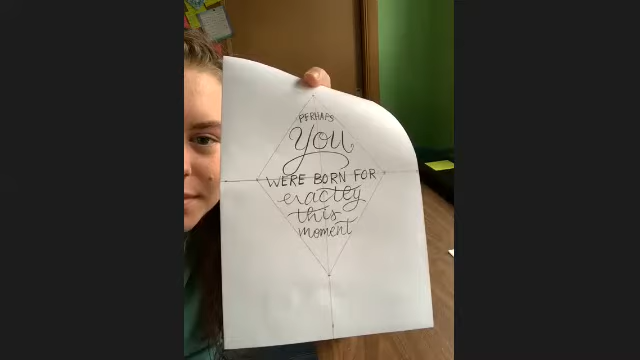 PERHAPS
You
WERE BORN FOR
exactly
this
moment